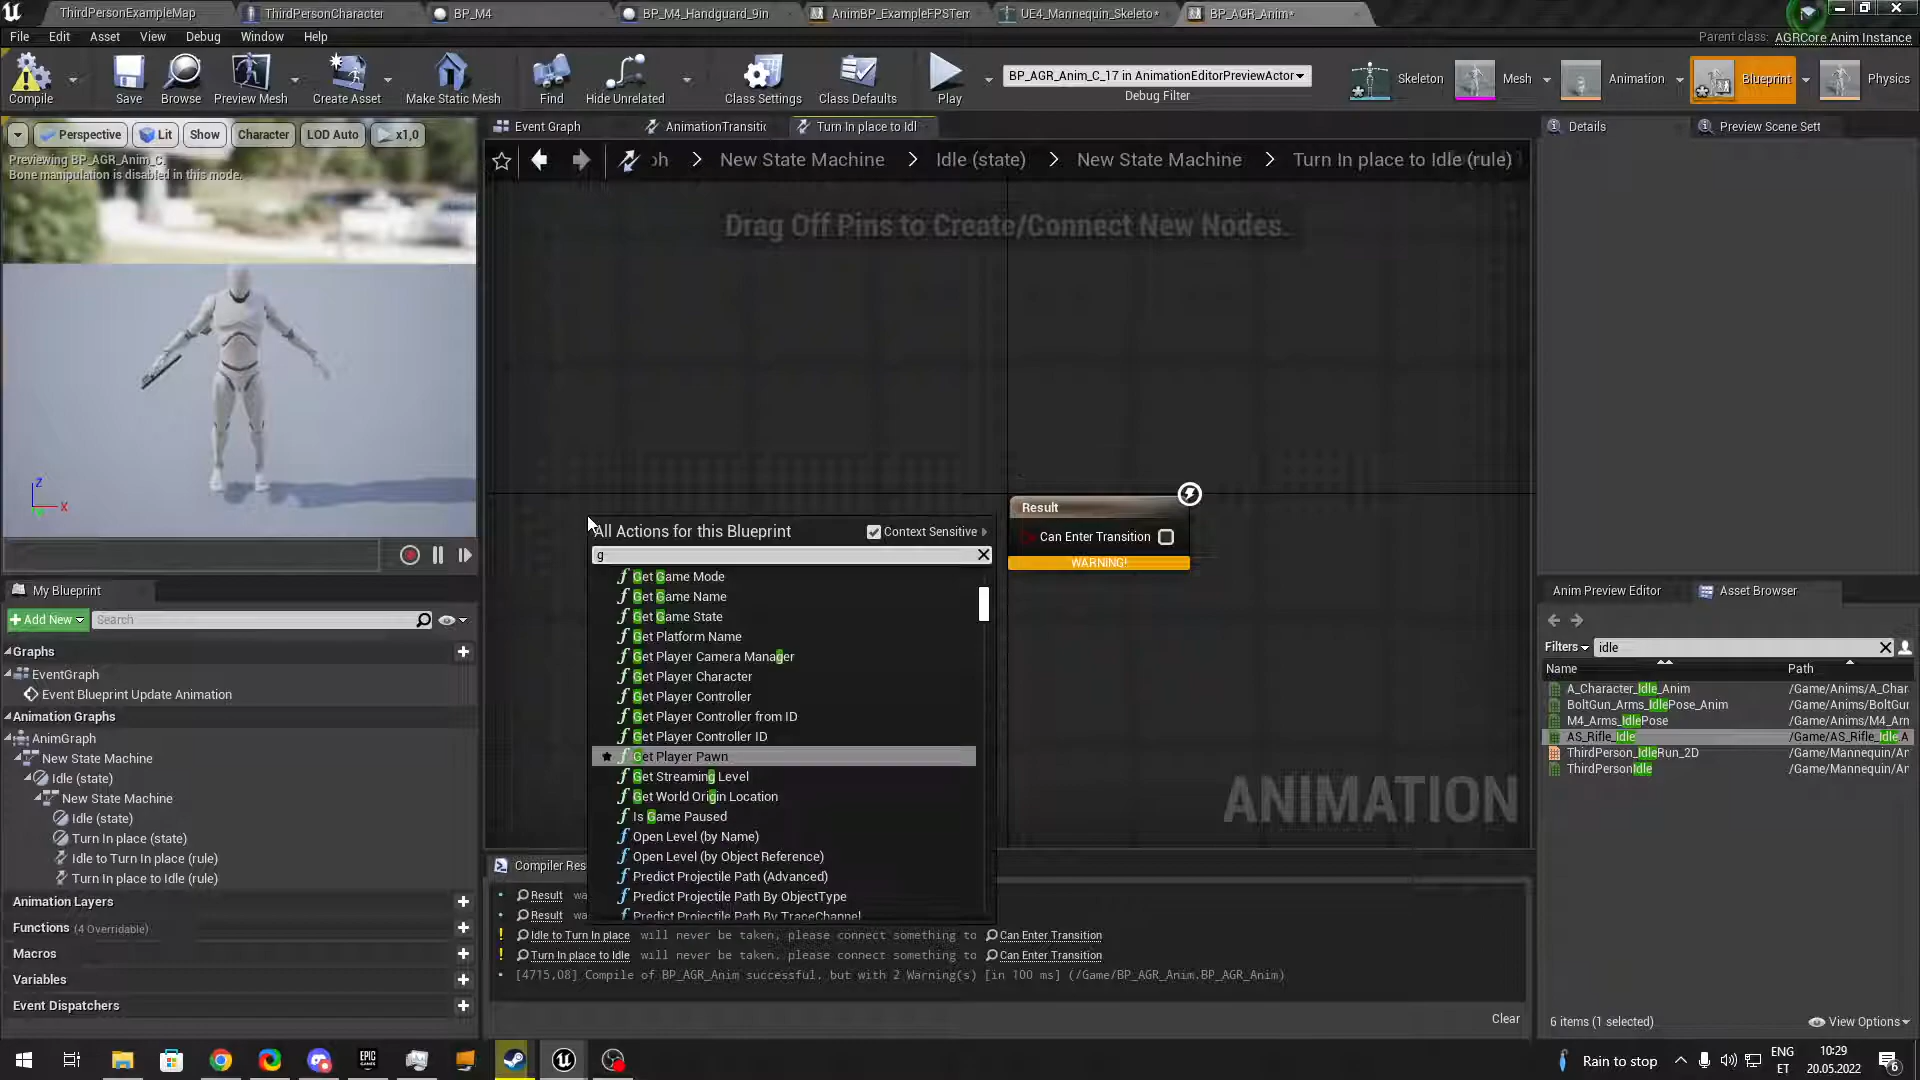 ThirdPersonExampleMap
ThirdPersonCharacter
BP_M4
BP_M4_Handguard_9in
AnimBP_ExampleFPSTem
UE4_Mannequin_Skeleto*
BP_AGR_Anim*
File Edit Asset View Debug Window Help
Parent class: AGRCore Anim Instance
Compile
Save
Browse
Preview Mesh
Create Asset
Make Static Mesh
Find
Hide Unrelated
Class Settings
Class Defaults
Play
BP_AGR_Anim_C_17 in AnimationEditorPreviewActor
Debug Filter
Skeleton
Mesh
Animation
Blueprint
Physics
Perspective
Lit
Show
Character
LOD Auto
x1,0
Previewing BP_AGR_Anim_C.
Bone manipulation is disabled in this mode.
Z
X
Event Graph
AnimationTransitic
Turn In place to Idl
ph > New State Machine > Idle (state) > New State Machine > Turn In place to Idle (rule)
Drag Off Pins to Create/Connect New Nodes.
Result
Can Enter Transition
WARNING!
ANIMATION
All Actions for this Blueprint
Context Sensitive
g
Get Game Mode
Get Game Name
Get Game State
Get Platform Name
Get Player Camera Manager
Get Player Character
Get Player Controller
Get Player Controller from ID
Get Player Controller ID
Get Player Pawn
Get Streaming Level
Get World Origin Location
Is Game Paused
Open Level (by Name)
Open Level (by Object Reference)
Predict Projectile Path (Advanced)
Predict Projectile Path By ObjectType
Predict Projectile Path By TraceChannel
My Blueprint
Add New
Search
Graphs
EventGraph
Event Blueprint Update Animation
Animation Graphs
AnimGraph
New State Machine
Idle (state)
New State Machine
Idle (state)
Turn In place (state)
Idle to Turn In place (rule)
Turn In place to Idle (rule)
Animation Layers
Functions (4 Overridable)
Macros
Variables
Event Dispatchers
Compiler Res
Result wa
Result wa
! Idle to Turn In place will never be taken, please connect something to Can Enter Transition
! Turn In place to Idle will never be taken, please connect something to Can Enter Transition
[4715,08] Compile of BP_AGR_Anim successful, but with 2 Warning(s) [in 100 ms] (/Game/BP_AGR_Anim.BP_AGR_Anim)
Clear
Details
Preview Scene Sett
Anim Preview Editor
Asset Browser
Filters
idle
Name
Path
A_Character_Idle_Anim /Game/Anims/A_Char
BoltGun_Arms_IdlePose_Anim /Game/Anims/BoltGur
M4_Arms_IdlePose /Game/Anims/M4_Arm
AS_Rifle_Idle /Game/AS_Rifle_Idle.A
ThirdPerson_IdleRun_2D /Game/Mannequin/An
ThirdPersonIdle /Game/Mannequin/An
6 items (1 selected)
View Options
EPIC GAMES
Rain to stop
ENG
ET
10:29
20.05.2022
6